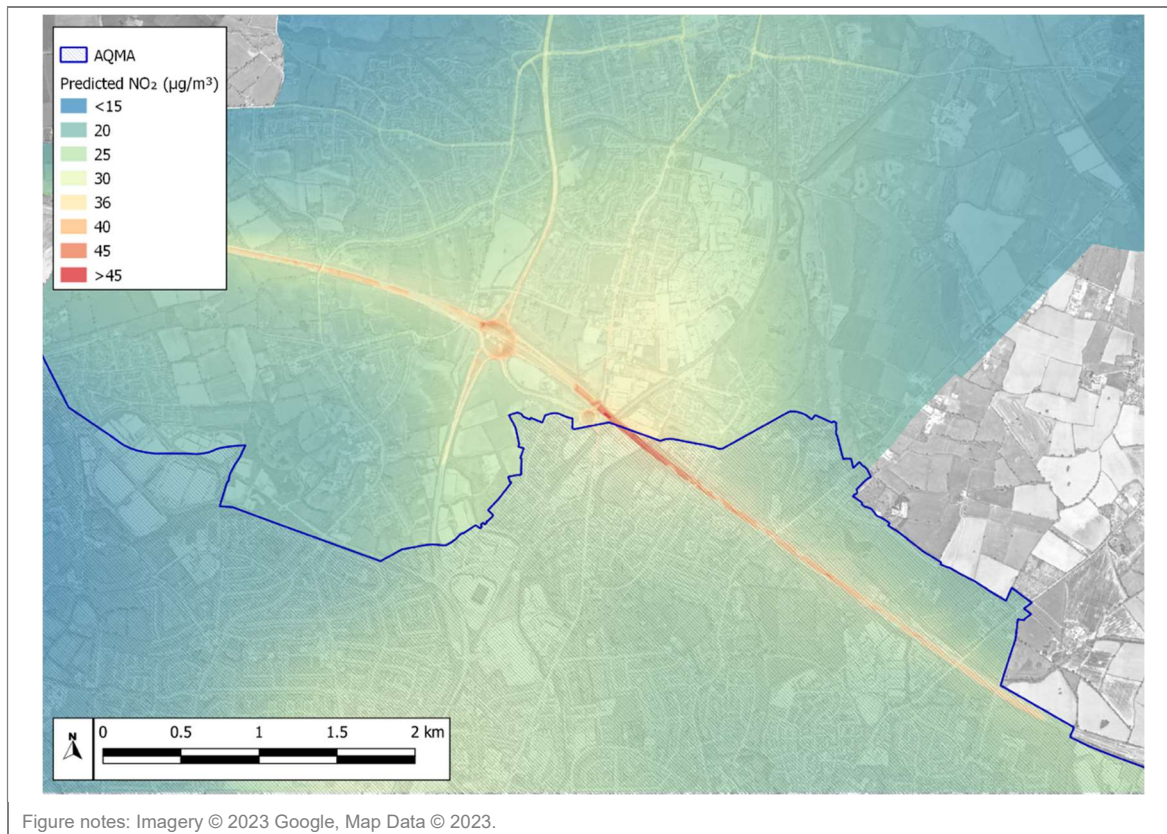 AQMA
Predicted NO₂ (µg/m³)
<15
20
25
30
36
40
45
>45
N
0 0.5 1 1.5 2 km
Figure notes: Imagery © 2023 Google, Map Data © 2023.